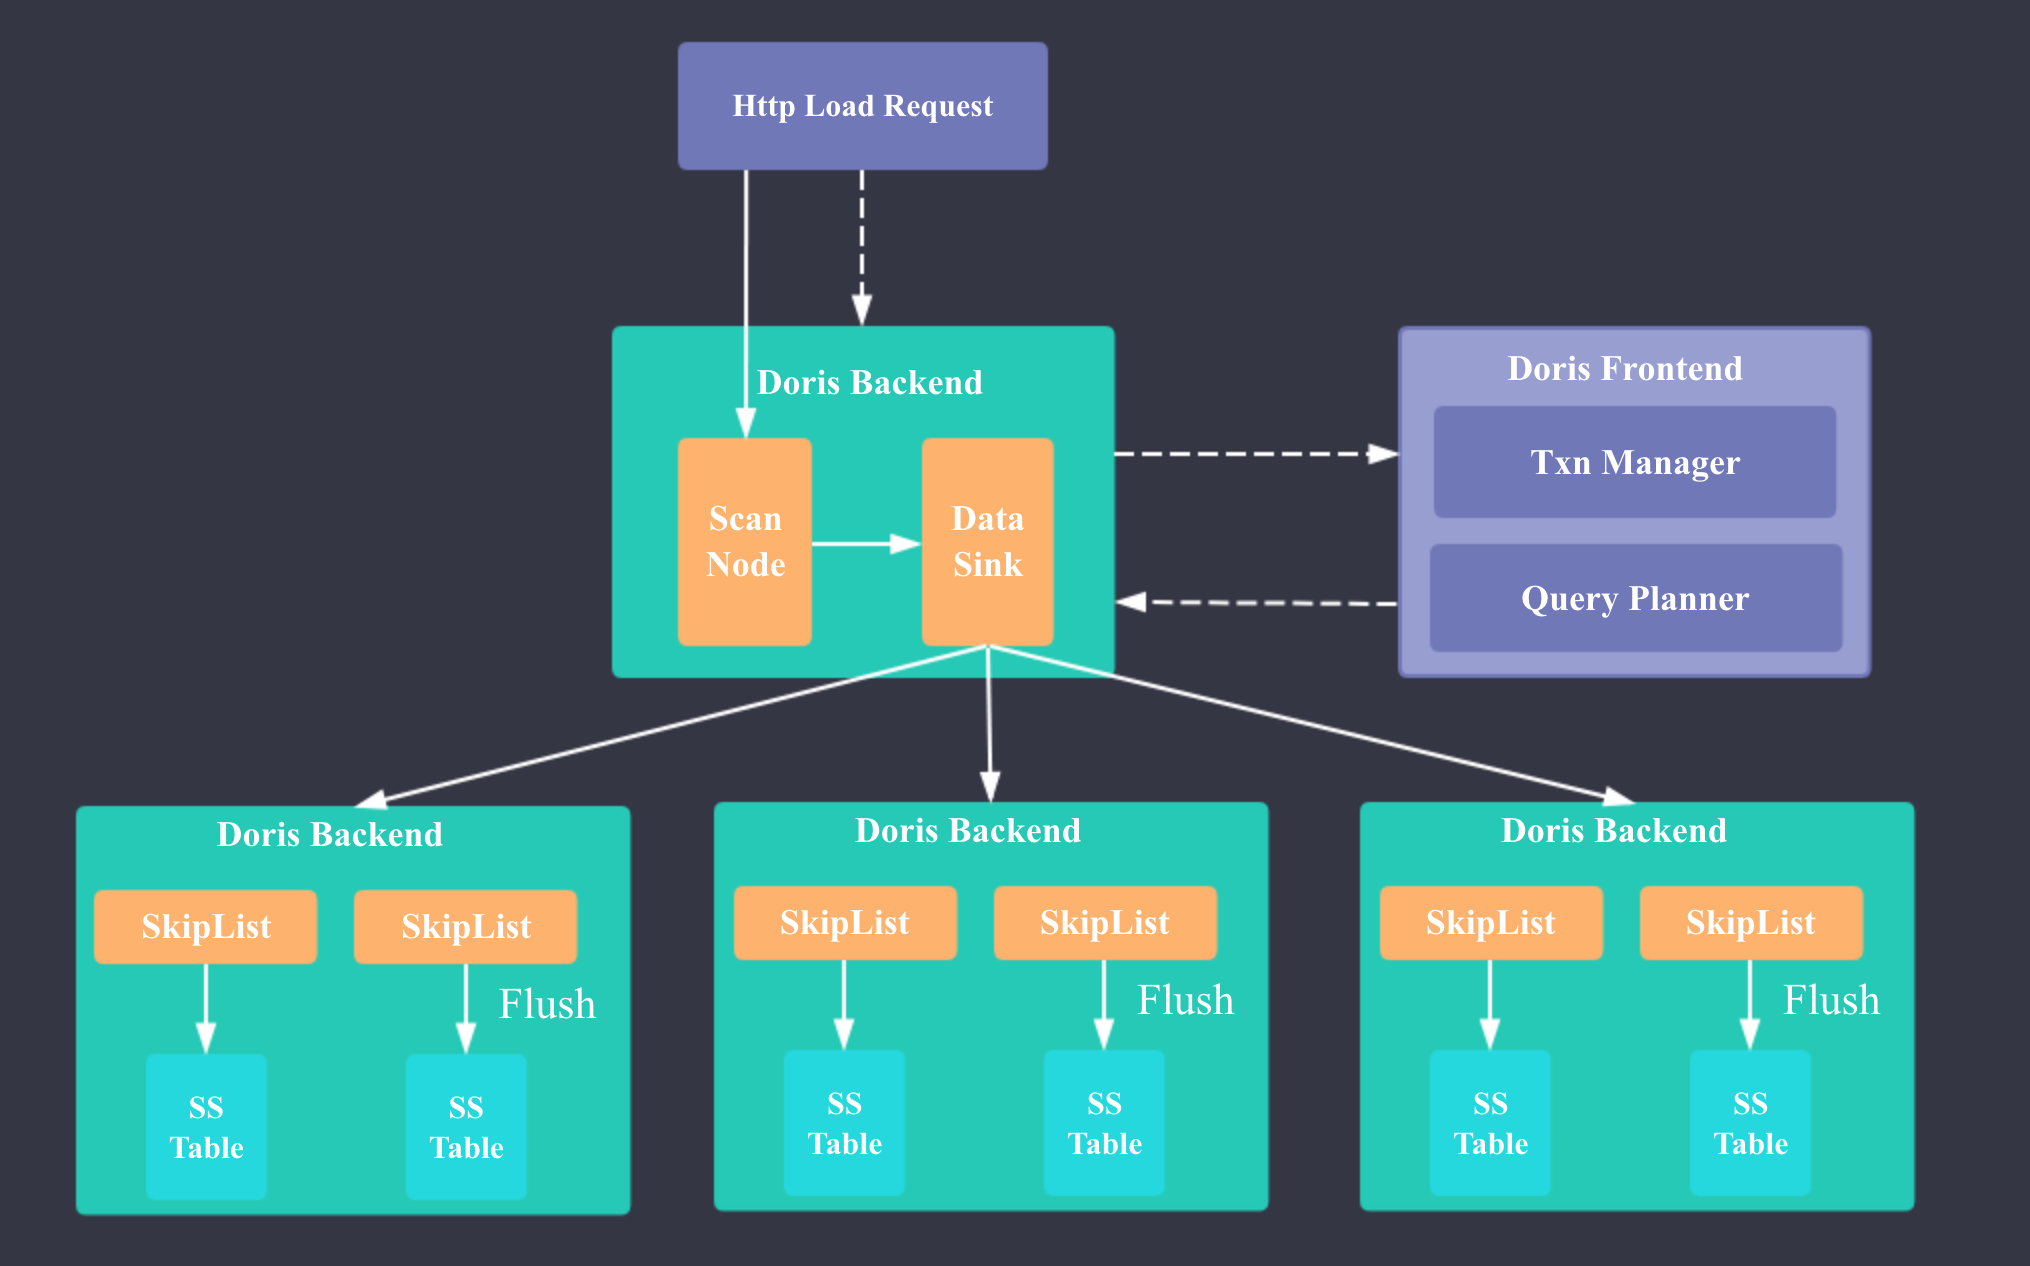 Http Load Request
Doris Backend
Scan
Node
Data
Sink
Doris Frontend
Txn Manager
Query Planner
Doris Backend
SkipList
SkipList
Flush
SS
Table
SS
Table
Doris Backend
SkipList
SkipList
Flush
SS
Table
SS
Table
Doris Backend
SkipList
SkipList
Flush
SS
Table
SS
Table